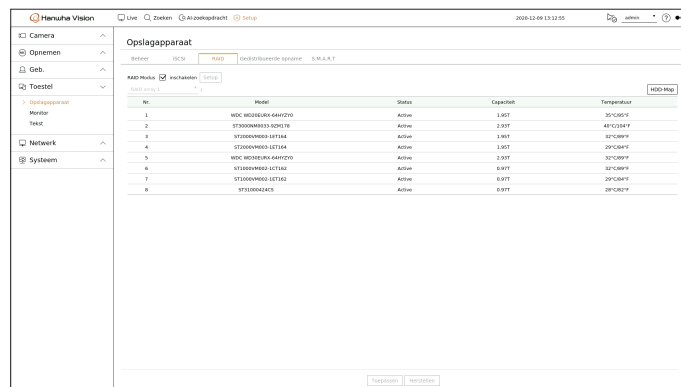 Hanwha Vision
Live Zoeken AI-zoekopdracht Setup 2020-12-09 13:12:55 admin
Camera
Opnemen
Geb.
Toestel
Opslagapparaat
Monitor
Tekst
Netwerk
Systeem
Opslagapparaat
Beheer iSCSI RAID Gedistribueerde opname S.M.A.R.T
RAID Modus inschakelen Setup
RAID array 1 : HDD-Map
Nr. Model Status Capaciteit Temperatuur
1 WDC WD20EURX-64HYZY0 Active 1.95T 35°C/95°F
2 ST3000NM0033-9ZM178 Active 2.93T 40°C/104°F
3 ST2000VM003-1ET164 Active 1.95T 32°C/89°F
4 ST2000VM003-1ET164 Active 1.95T 29°C/84°F
5 WDC WD30EURX-64HYZY0 Active 2.93T 32°C/89°F
6 ST1000VM002-1CT162 Active 0.97T 32°C/89°F
7 ST1000VM002-1ET162 Active 0.97T 29°C/84°F
8 ST31000424CS Active 0.97T 28°C/82°F
Toepassen Herstellen